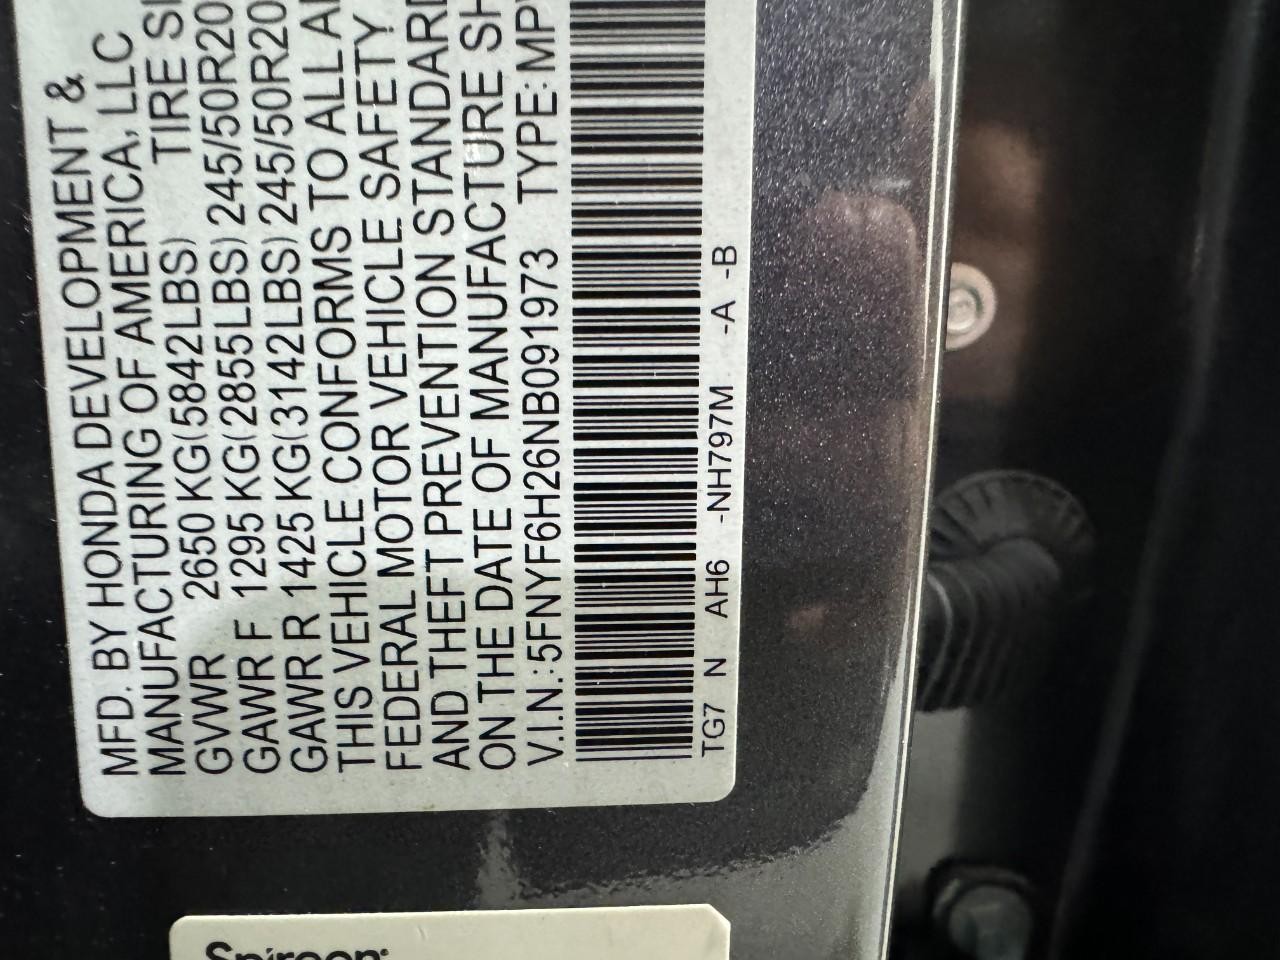 MFD. BY HONDA DEVELOPMENT &
MANUFACTURING OF AMERICA, LLC
GVWR 2650 KG(5842LBS) TIRE
GAWR F 1295 KG(2855LBS) 245/50R20
GAWR R 1425 KG(3142LBS) 245/50R20
THIS VEHICLE CONFORMS TO ALL
FEDERAL MOTOR VEHICLE SAFETY
AND THEFT PREVENTION STANDARD
ON THE DATE OF MANUFACTURE
V.I.N.:5FNYF6H26NB091973 TYPE:MP
TG7 N AH6 -NH797M -A -B